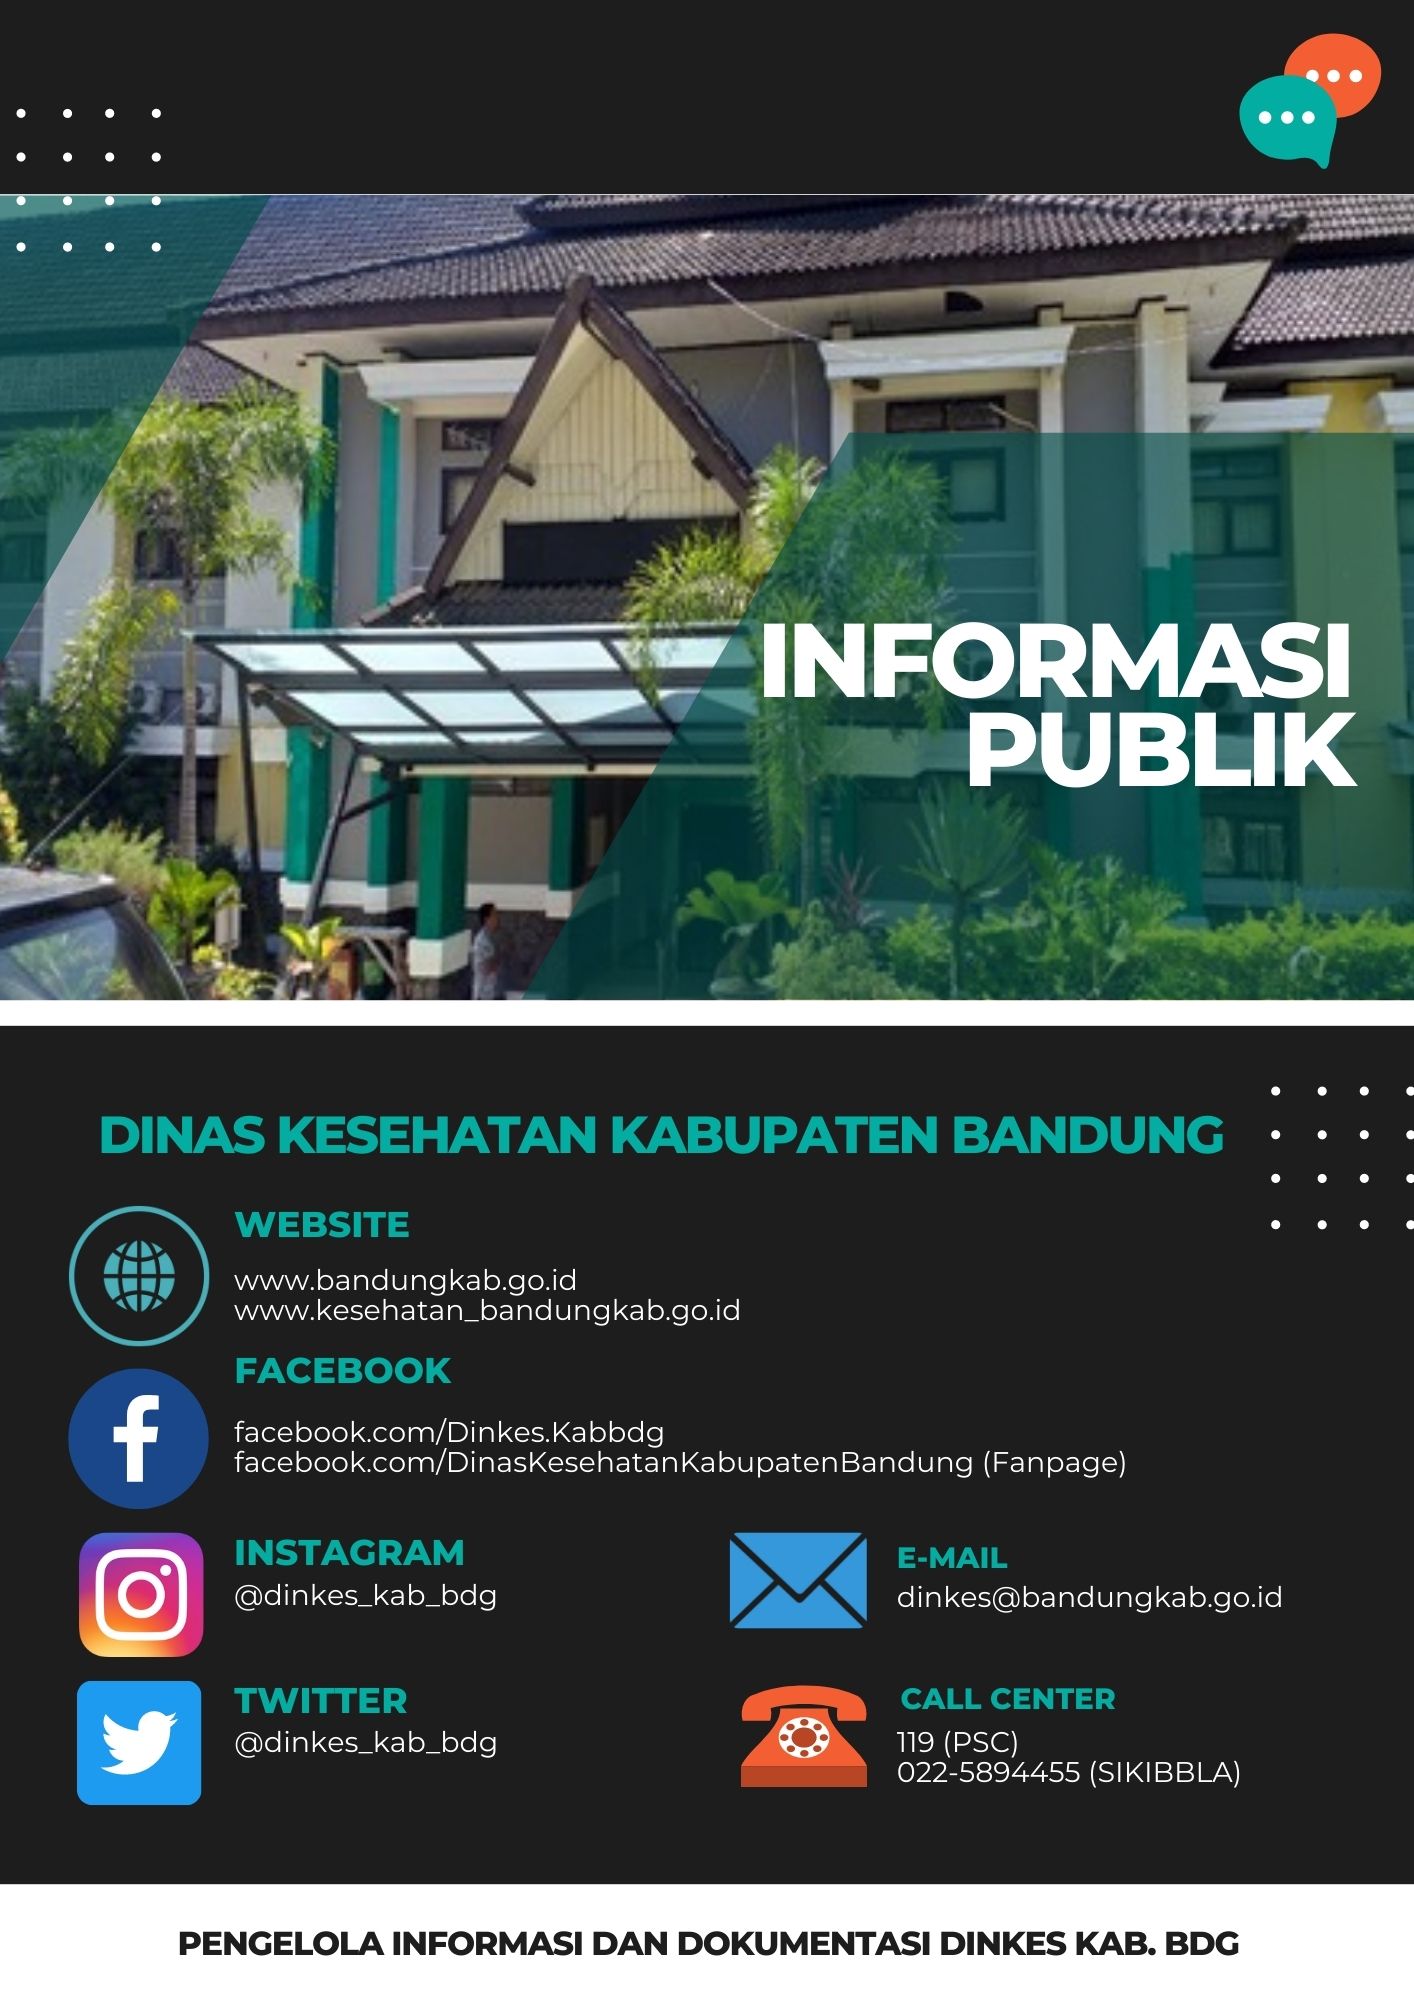 INFORMASI
PUBLIK
DINAS KESEHATAN KABUPATEN BANDUNG
WEBSITE
www.bandungkab.go.id
www.kesehatan_bandungkab.go.id
FACEBOOK
facebook.com/Dinkes.Kabbdg
facebook.com/DinasKesehatanKabupatenBandung (Fanpage)
INSTAGRAM
@dinkes_kab_bdg
E-MAIL
dinkes@bandungkab.go.id
TWITTER
@dinkes_kab_bdg
CALL CENTER
119 (PSC)
022-5894455 (SIKIBBLA)
PENGELOLA INFORMASI DAN DOKUMENTASI DINKES KAB. BDG